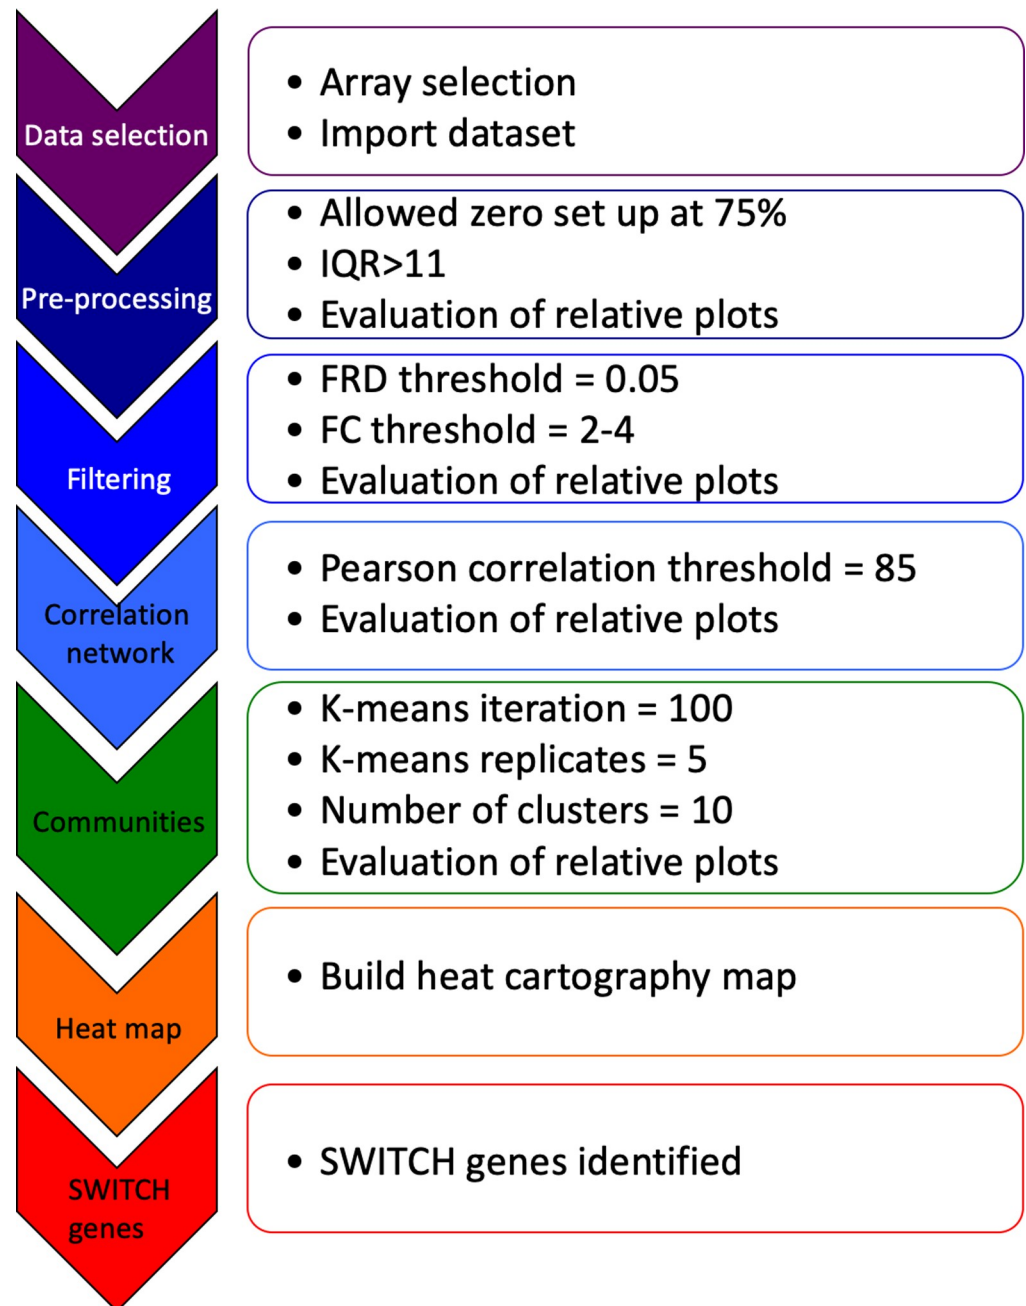 Data selection
• Array selection
• Import dataset
Pre-processing
• Allowed zero set up at 75%
• IQR>11
• Evaluation of relative plots
Filtering
• FRD threshold = 0.05
• FC threshold = 2-4
• Evaluation of relative plots
Correlation
network
• Pearson correlation threshold = 85
• Evaluation of relative plots
Communities
• K-means iteration = 100
• K-means replicates = 5
• Number of clusters = 10
• Evaluation of relative plots
Heat map
• Build heat cartography map
SWITCH
genes
• SWITCH genes identified